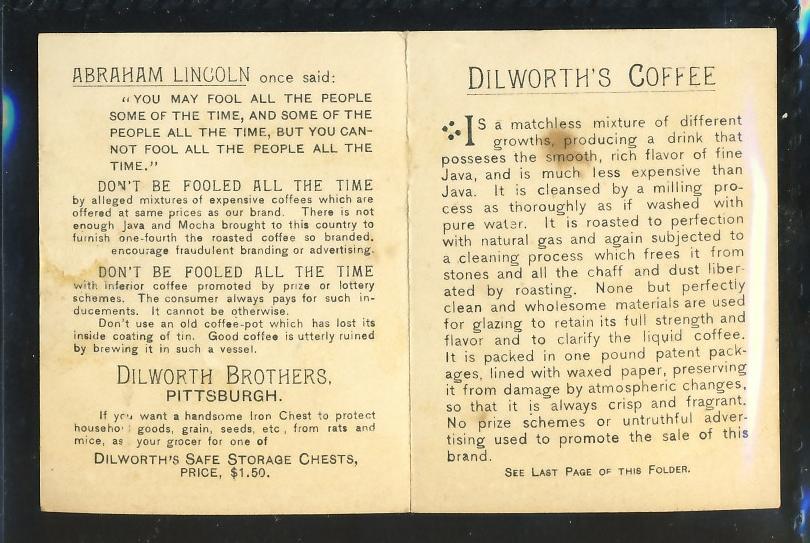 ABRAHAM LINCOLN once said:
"YOU MAY FOOL ALL THE PEOPLE
SOME OF THE TIME, AND SOME OF THE
PEOPLE ALL THE TIME, BUT YOU CAN-
NOT FOOL ALL THE PEOPLE ALL THE
TIME."
DON'T BE FOOLED ALL THE TIME
by alleged mixtures of expensive coffees which are
offered at same prices as our brand. There is not
enough Java and Mocha brought to this country to
furnish one-fourth the roasted coffee so branded.
encourage fraudulent branding or advertising.
DON'T BE FOOLED ALL THE TIME
with inferior coffee promoted by prize or lottery
schemes. The consumer always pays for such in-
ducements. It cannot be otherwise.
Don't use an old coffee-pot which has lost its
inside coating of tin. Good coffee is utterly ruined
by brewing it in such a vessel.
DILWORTH BROTHERS,
PITTSBURGH.
If you want a handsome Iron Chest to protect
household goods, grain, seeds, etc., from rats and
mice, as your grocer for one of
DILWORTH'S SAFE STORAGE CHESTS,
PRICE, $1.50.
DILWORTH'S COFFEE
IS a matchless mixture of different
growths, producing a drink that
posseses the smooth, rich flavor of fine
Java, and is much less expensive than
Java. It is cleansed by a milling pro-
cess as thoroughly as if washed with
pure water. It is roasted to perfection
with natural gas and again subjected to
a cleaning process which frees it from
stones and all the chaff and dust liber-
ated by roasting. None but perfectly
clean and wholesome materials are used
for glazing to retain its full strength and
flavor and to clarify the liquid coffee.
It is packed in one pound patent pack-
ages, lined with waxed paper, preserving
it from damage by atmospheric changes,
so that it is always crisp and fragrant.
No prize schemes or untruthful adver-
tising used to promote the sale of this
brand.
SEE LAST PAGE OF THIS FOLDER.